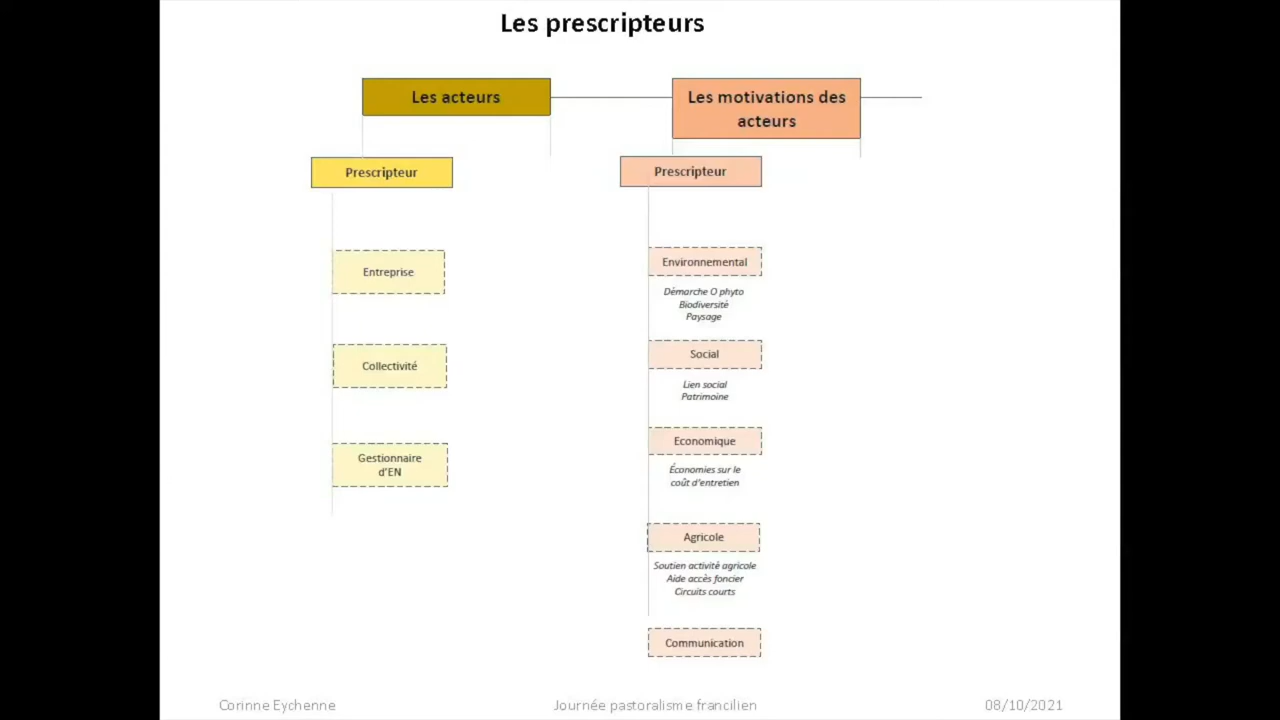 Les prescripteurs
Les acteurs
Prescripteur
Entreprise
Collectivité
Gestionnaire
d'EN
Les motivations des
acteurs
Prescripteur
Environnemental
Démarche O phyto
Biodiversité
Paysage
Social
Lien social
Patrimoine
Economique
Économies sur le
coût d'entretien
Agricole
Soutien activité agricole
Aide accès foncier
Circuits courts
Communication
Corinne Eychenne
Journée pastoralisme francilien
08/10/2021